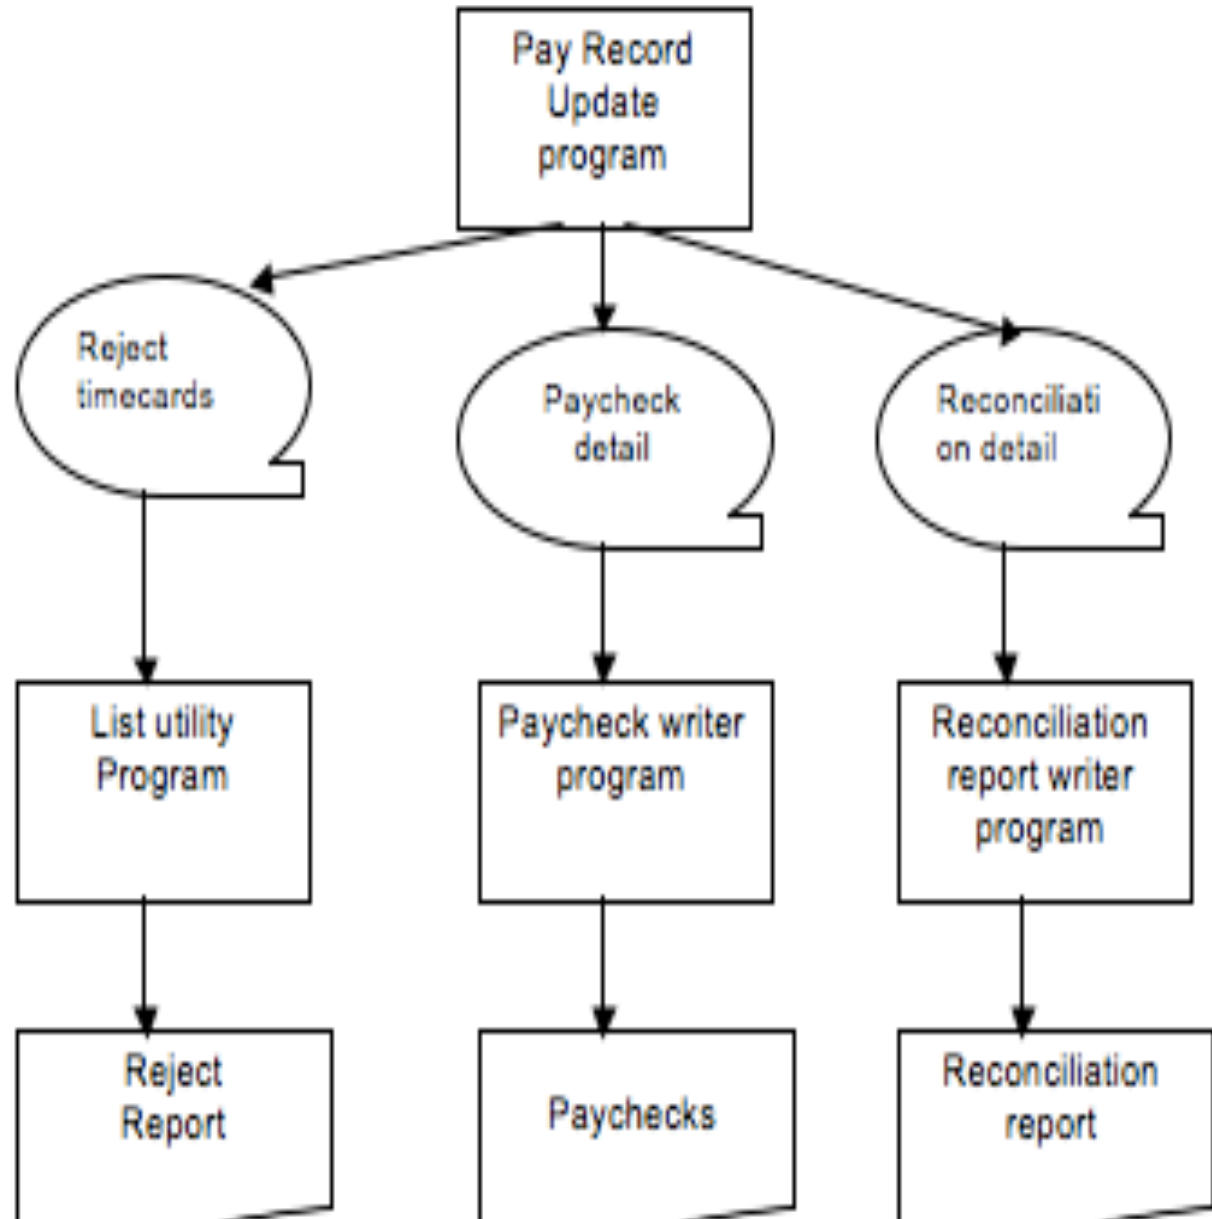 Pay Record
Update
program
Reject
timecards
Paycheck
detail
Reconciliati
on detail
List utility
Program
Paycheck writer
program
Reconciliation
report writer
program
Reject
Report
Paychecks
Reconciliation
report